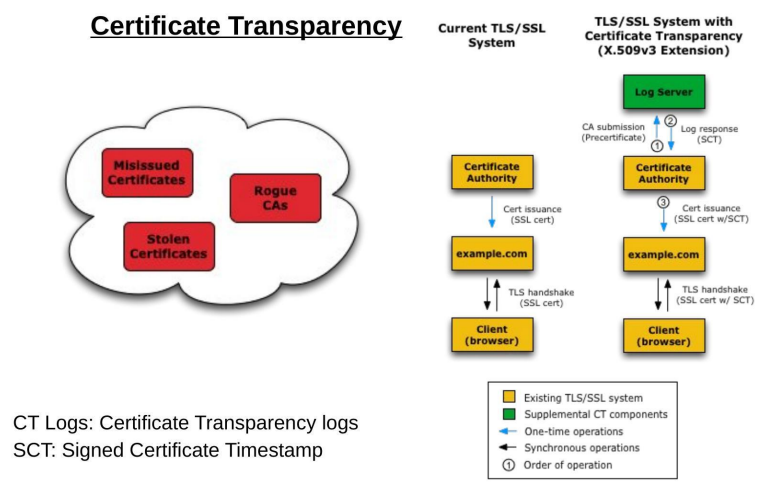 Certificate Transparency
Misissued
Certificates
Rogue
CAs
Stolen
Certificates
CT Logs: Certificate Transparency logs
SCT: Signed Certificate Timestamp
Current TLS/SSL
System
Certificate
Authority
Cert issuance
(SSL cert)
example.com
TLS handshake
(SSL cert)
Client
(browser)
TLS/SSL System with
Certificate Transparency
(X.509v3 Extension)
Log Server
CA submission
(Precertificate)
1
2
Log response
(SCT)
Certificate
Authority
3
Cert issuance
(SSL cert w/SCT)
example.com
TLS handshake
(SSL cert w/ SCT)
Client
(browser)
Existing TLS/SSL system
Supplemental CT components
One-time operations
Synchronous operations
1 Order of operation